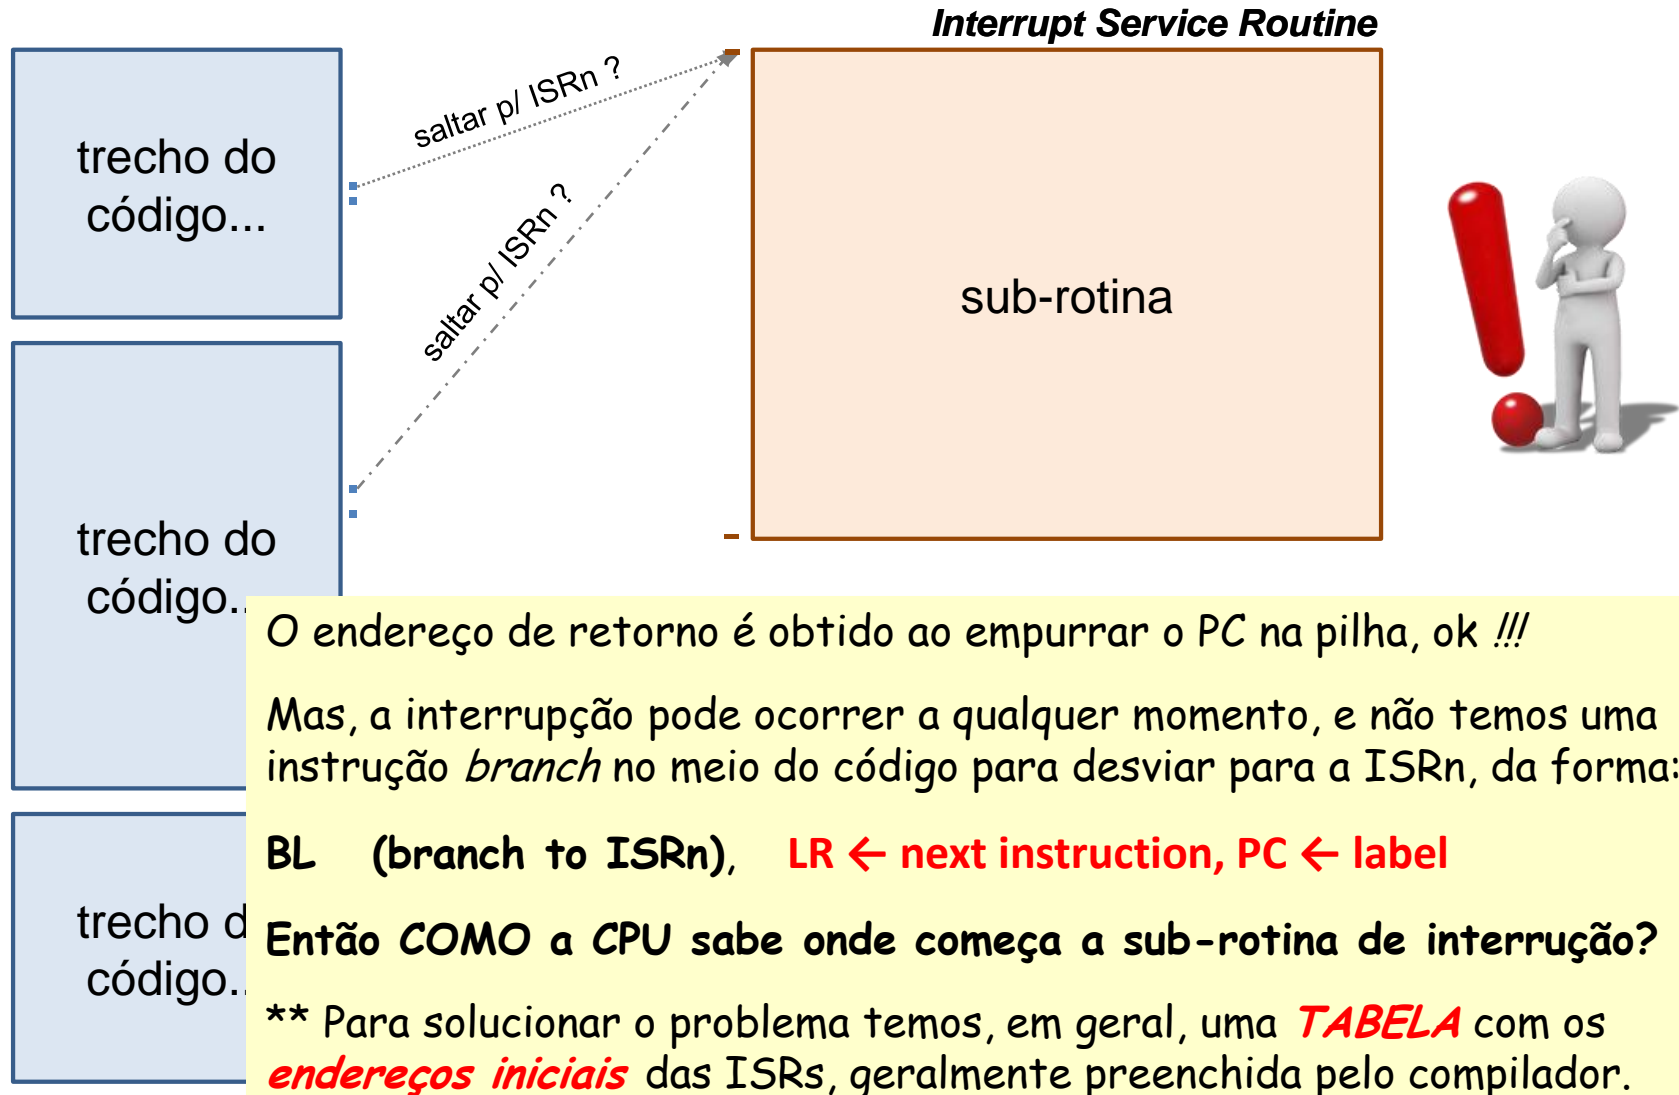 Interrupt Service Routine
trecho do
código...
saltar p/ ISRn ?
saltar p/ ISRn ?
sub-rotina
trecho do
código..
trecho d
código..
O endereço de retorno é obtido ao empurrar o PC na pilha, ok !!!
Mas, a interrupção pode ocorrer a qualquer momento, e não temos uma
instrução branch no meio do código para desviar para a ISRn, da forma:
BL (branch to ISRn), LR ← next instruction, PC ← label
Então COMO a CPU sabe onde começa a sub-rotina de interrução?
** Para solucionar o problema temos, em geral, uma TABELA com os
endereços iniciais das ISRs, geralmente preenchida pelo compilador.